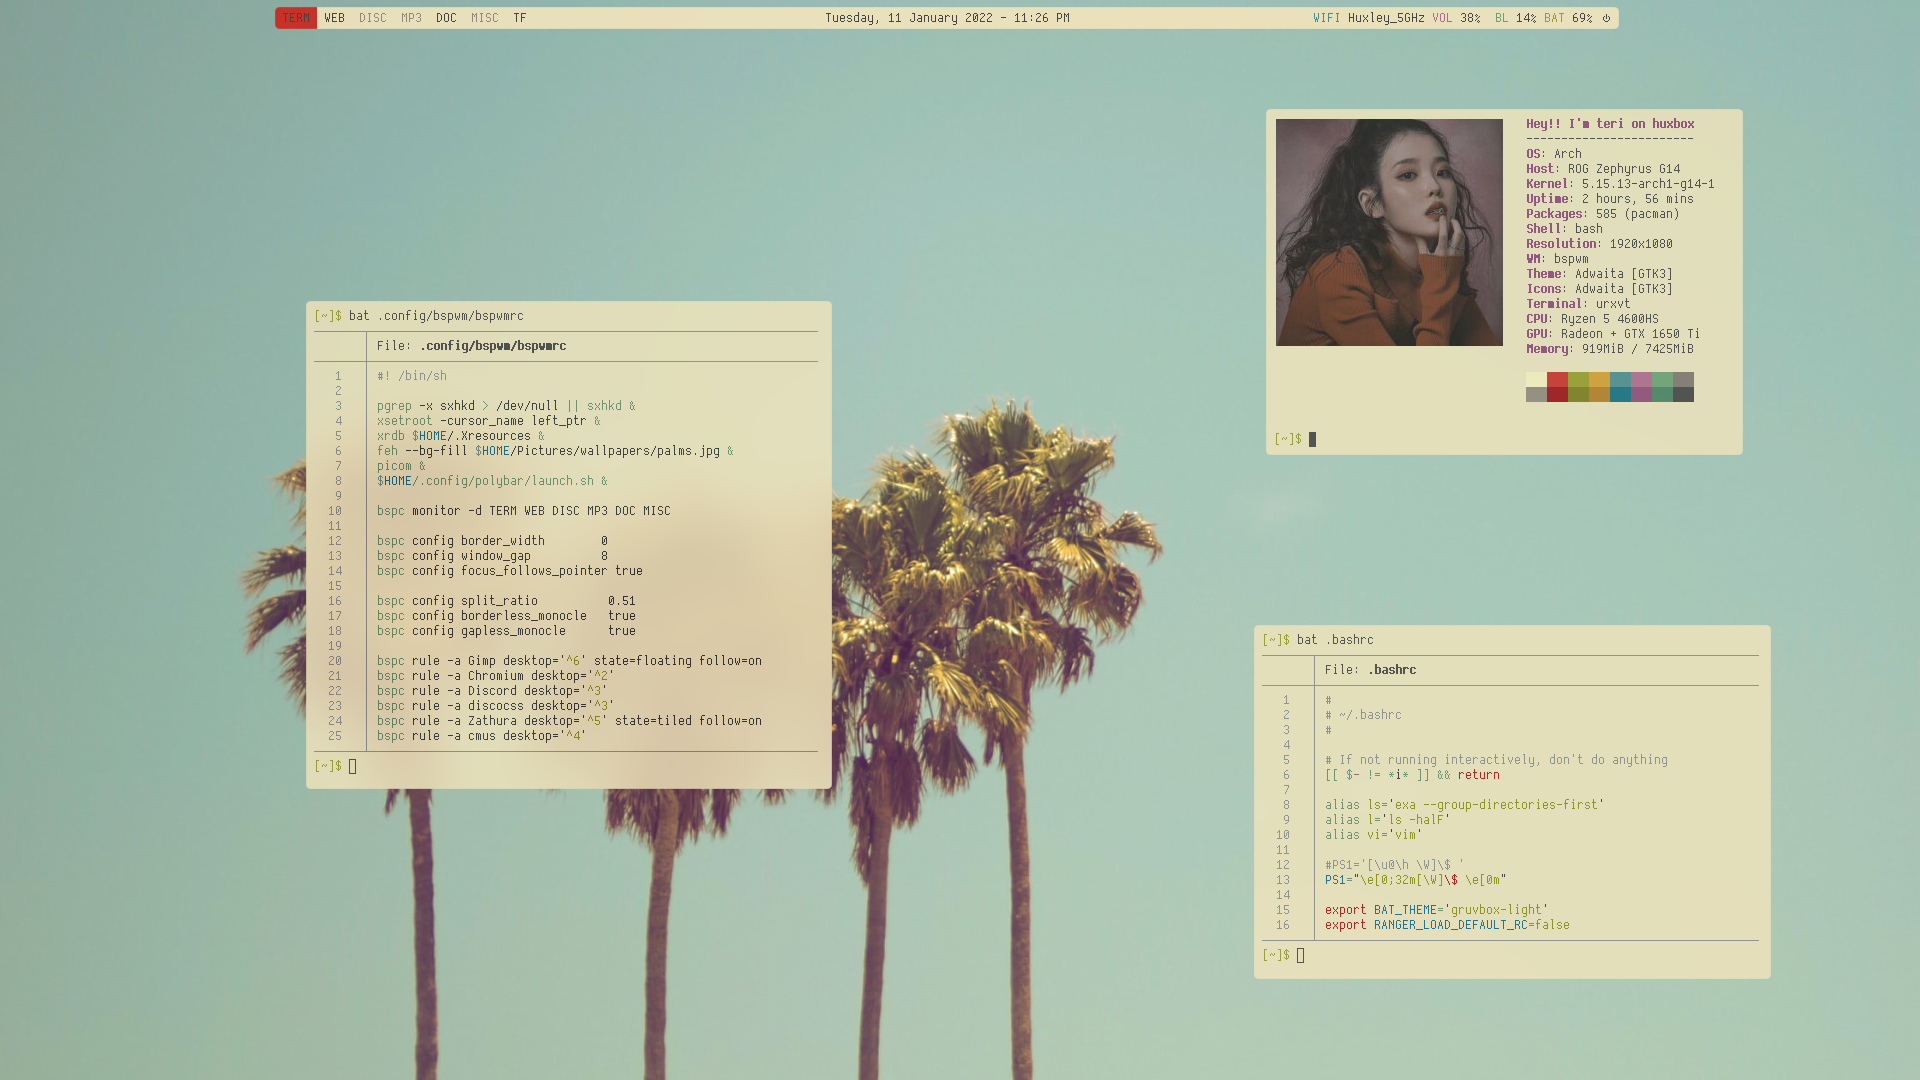 TERM WEB DISC MP3 DOC MISC TF
Tuesday, 11 January 2022 - 11:26 PM
WIFI Huxley_5GHz VOL 38% BL 14% BAT 69%
[~]$ bat .config/bspwm/bspwmrc
File: .config/bspwm/bspwmrc
1 #! /bin/sh
2
3 pgrep -x sxhkd > /dev/null || sxhkd &
4 xsetroot -cursor_name left_ptr &
5 xrdb $HOME/.Xresources &
6 feh --bg-fill $HOME/Pictures/wallpapers/palms.jpg &
7 picom &
8 $HOME/.config/polybar/launch.sh &
9
10 bspc monitor -d TERM WEB DISC MP3 DOC MISC
11
12 bspc config border_width 0
13 bspc config window_gap 8
14 bspc config focus_follows_pointer true
15
16 bspc config split_ratio 0.51
17 bspc config borderless_monocle true
18 bspc config gapless_monocle true
19
20 bspc rule -a Gimp desktop='^6' state=floating follow=on
21 bspc rule -a Chromium desktop='^2'
22 bspc rule -a Discord desktop='^3'
23 bspc rule -a discocss desktop='^3'
24 bspc rule -a Zathura desktop='^5' state=tiled follow=on
25 bspc rule -a cmus desktop='^4'
[~]$
Hey!! I'm teri on huxbox
------------------------
OS: Arch
Host: ROG Zephyrus G14
Kernel: 5.15.13-arch1-g14-1
Uptime: 2 hours, 56 mins
Packages: 585 (pacman)
Shell: bash
Resolution: 1920x1080
WM: bspwm
Theme: Adwaita [GTK3]
Icons: Adwaita [GTK3]
Terminal: urxvt
CPU: Ryzen 5 4600HS
GPU: Radeon + GTX 1650 Ti
Memory: 919MiB / 7425MiB
[~]$
[~]$ bat .bashrc
File: .bashrc
1 #
2 # ~/.bashrc
3 #
4
5 # If not running interactively, don't do anything
6 [[ $- != *i* ]] && return
7
8 alias ls='exa --group-directories-first'
9 alias l='ls -halF'
10 alias vi='vim'
11
12 #PS1='[\u@\h \W]\$ '
13 PS1="\e[0;32m[\W]\$ \e[0m"
14
15 export BAT_THEME='gruvbox-light'
16 export RANGER_LOAD_DEFAULT_RC=false
[~]$